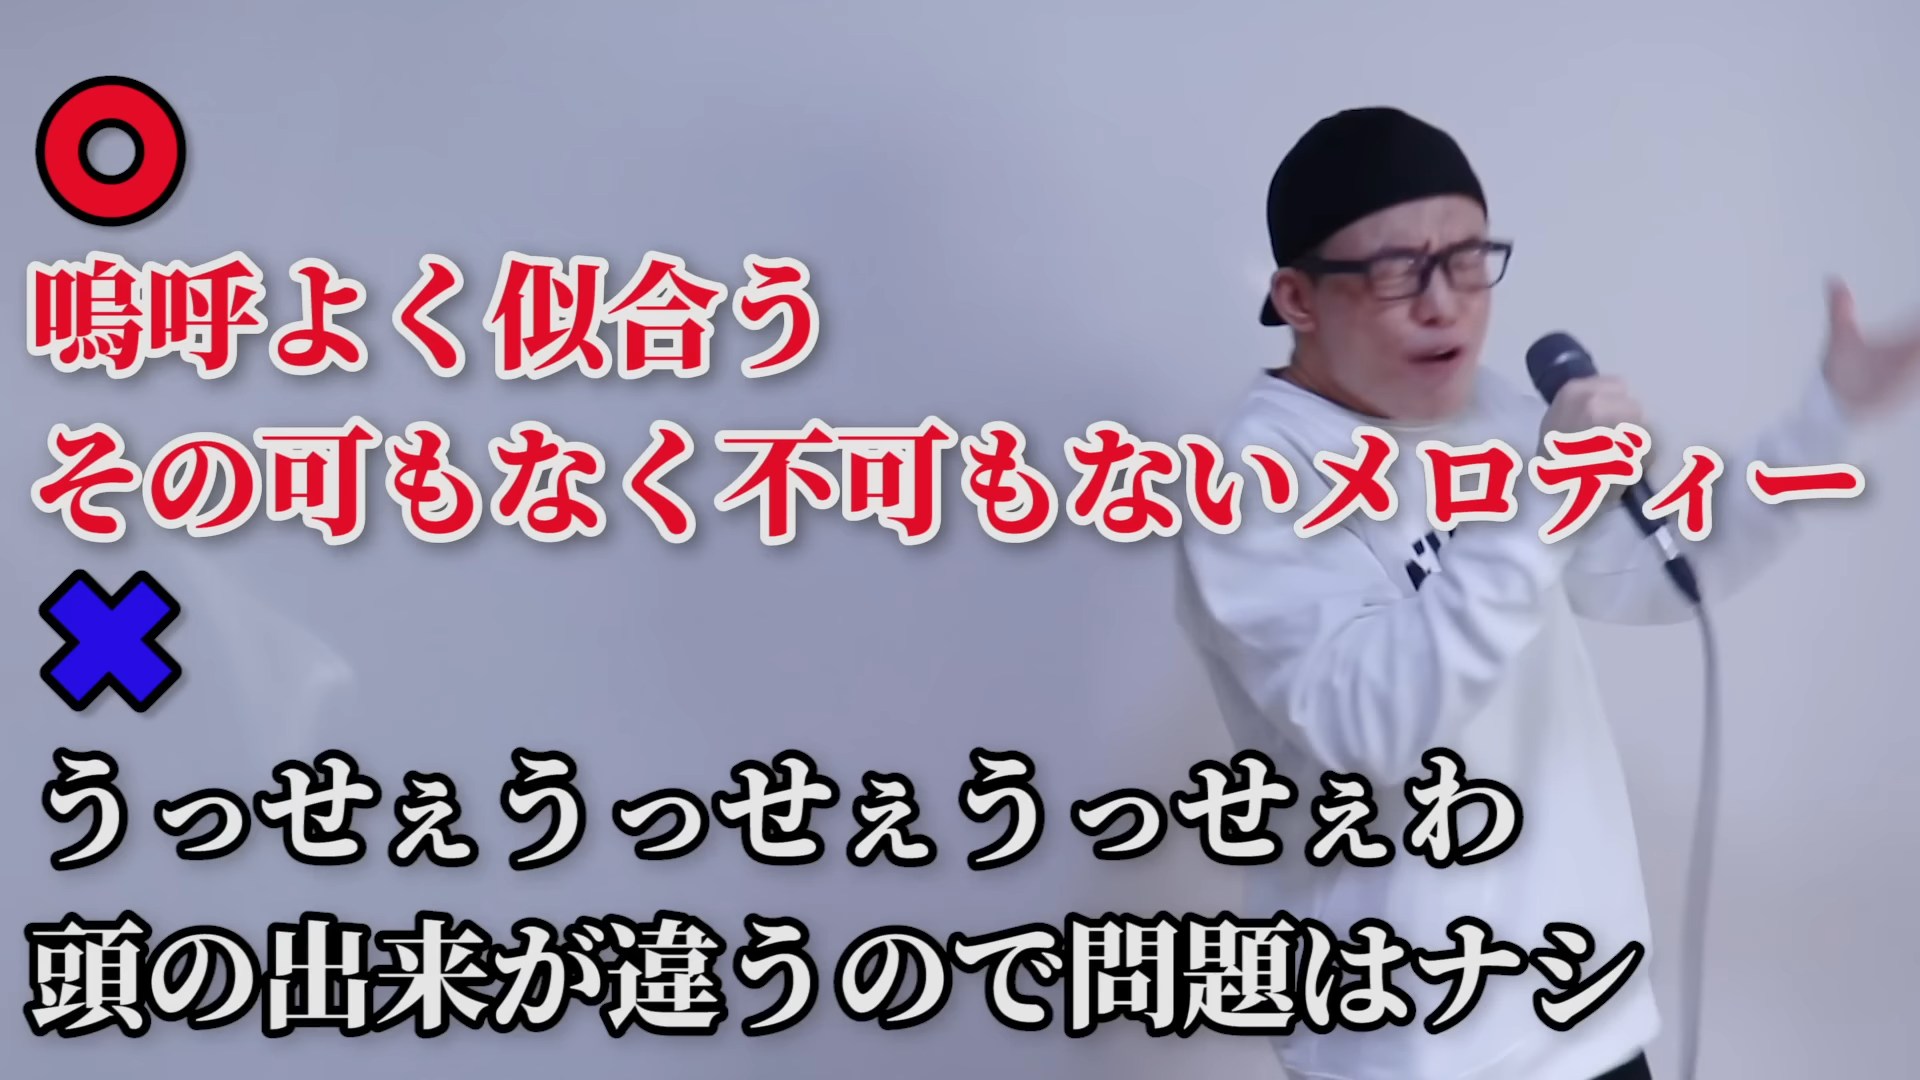 嗚呼よく似合う
その可もなく不可もないメロディー
うっせぇうっせぇうっせぇわ
頭の出来が違うので問題はナシ